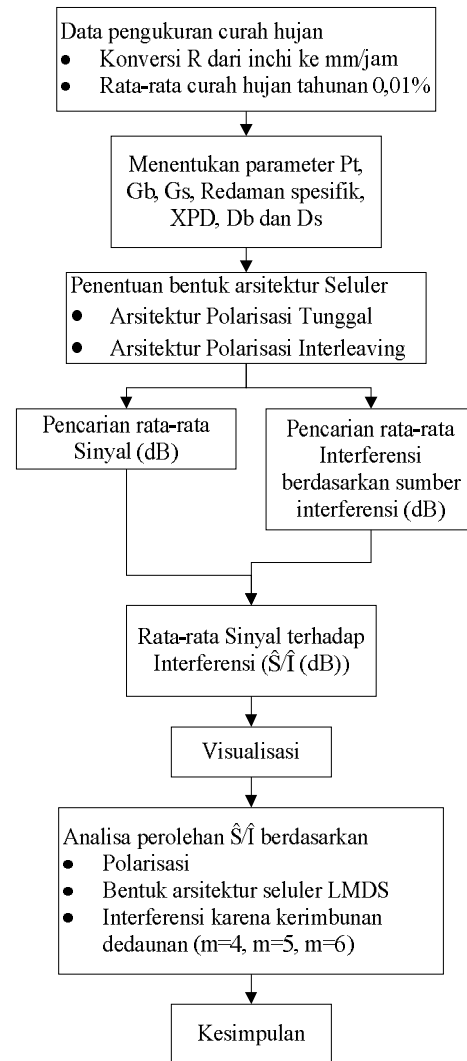 Data pengukuran curah hujan
● Konversi R dari inchi ke mm/jam
● Rata-rata curah hujan tahunan 0,01%
Menentukan parameter Pt,
Gb, Gs, Redaman spesifik,
XPD, Db dan Ds
Penentuan bentuk arsitektur Seluler
● Arsitektur Polarisasi Tunggal
● Arsitektur Polarisasi Interleaving
Pencarian rata-rata
Sinyal (dB)
Pencarian rata-rata
Interferensi
berdasarkan sumber
interferensi (dB)
Rata-rata Sinyal terhadap
Interferensi (Ŝ/Î (dB))
Visualisasi
Analisa perolehan Ŝ/Î berdasarkan
● Polarisasi
● Bentuk arsitektur seluler LMDS
● Interferensi karena kerimbunan
dedaunan (m=4, m=5, m=6)
Kesimpulan